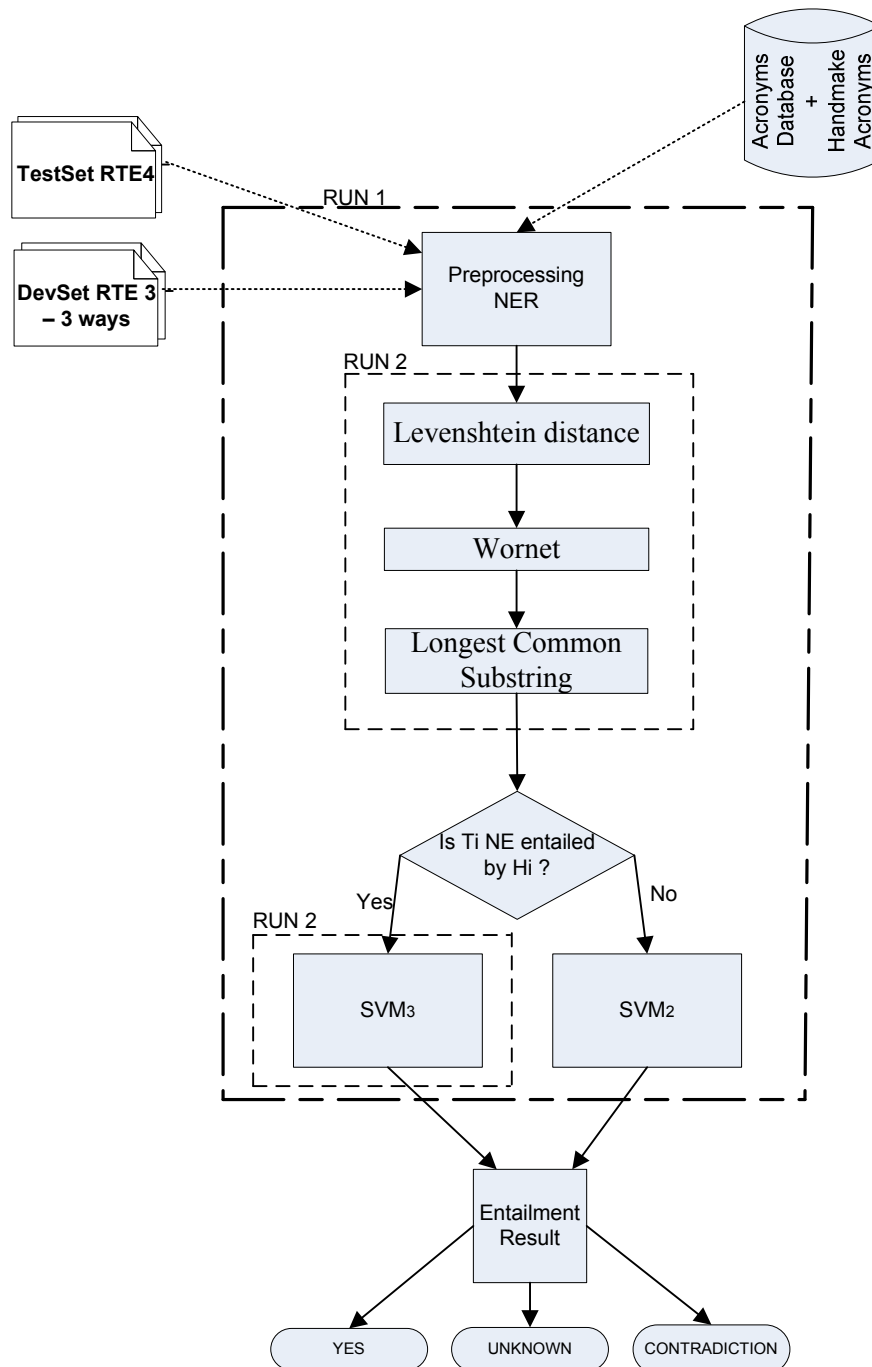 Acronyms
Database
+
Handmake
Acronyms
TestSet RTE4
RUN 1
DevSet RTE 3
– 3 ways
Preprocessing
NER
RUN 2
Levenshtein distance
Wornet
Longest Common
Substring
Is Ti NE entailed
by Hi ?
Yes
No
RUN 2
SVM3
SVM2
Entailment
Result
YES
UNKNOWN
CONTRADICTION